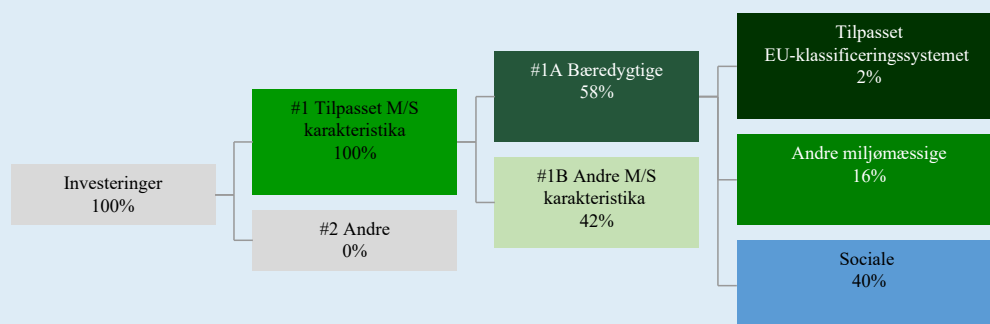 Investeringer
100%
#1 Tilpasset M/S
karakteristika
100%
#2 Andre
0%
#1A Bæredygtige
58%
#1B Andre M/S
karakteristika
42%
Tilpasset
EU-klassificeringssystemet
2%
Andre miljømæssige
16%
Sociale
40%